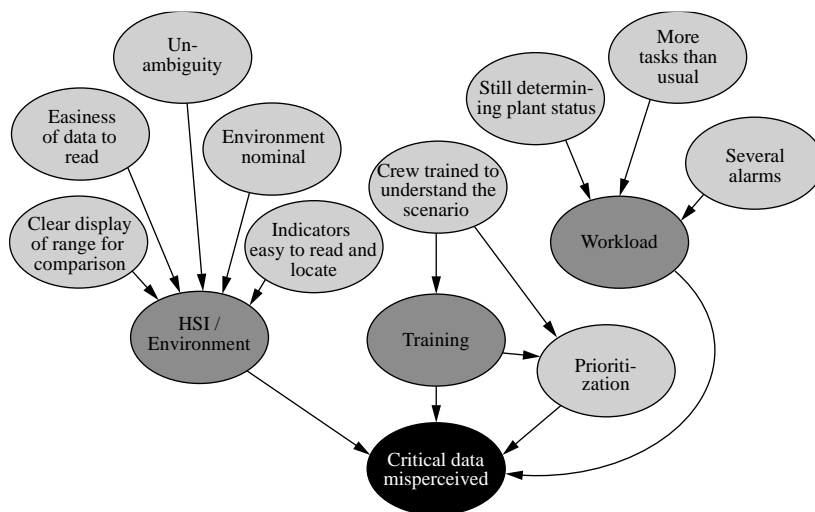 Un-
ambiguity
More
tasks than
usual
Still determin-
ing plant status
Easiness
of data to
read
Environment
nominal
Several
alarms
Crew trained to
understand the
scenario
Clear display
of range for
comparison
Indicators
easy to read and
locate
Workload
HSI /
Environment
Training
Prioriti-
zation
Critical data
misperceived